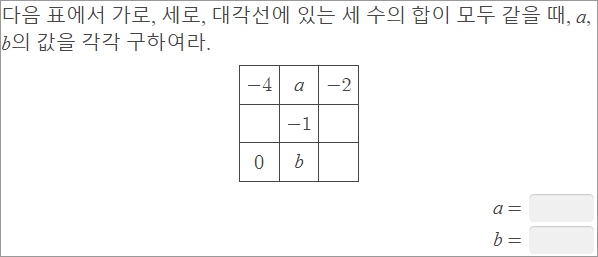 다음 표에서 가로, 세로, 대각선에 있는 세 수의 합이 모두 같을 때, a,
b의 값을 각각 구하여라.
−4 a −2
−1
0 b
a =
b =